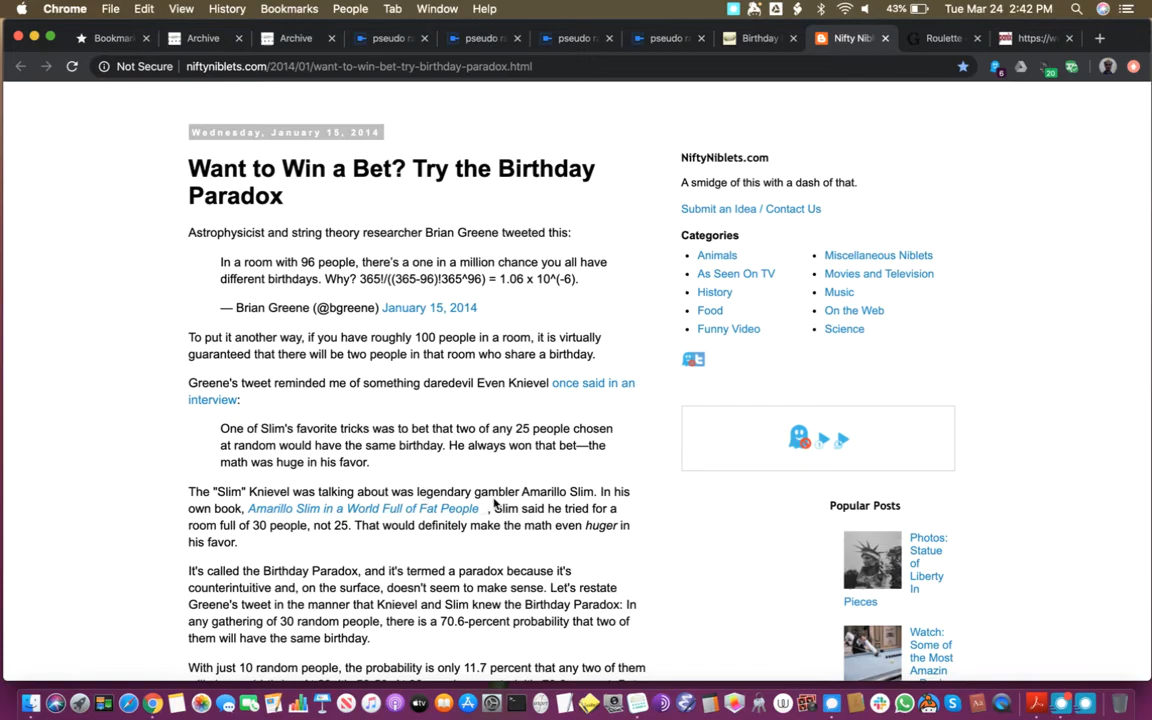 Chrome File Edit View History Bookmarks People Tab Window Help 43% Tue Mar 24 2:42 PM
Bookmar Archive Archive pseudo r pseudo r pseudo r pseudo r Birthday Nifty Nib Roulette https://w
Not Secure niftyniblets.com/2014/01/want-to-win-bet-try-birthday-paradox.html 6 20
Wednesday, January 15, 2014
Want to Win a Bet? Try the Birthday
Paradox
Astrophysicist and string theory researcher Brian Greene tweeted this:
In a room with 96 people, there's a one in a million chance you all have
different birthdays. Why? 365!/((365-96)!365^96) = 1.06 x 10^(-6).
— Brian Greene (@bgreene) January 15, 2014
To put it another way, if you have roughly 100 people in a room, it is virtually
guaranteed that there will be two people in that room who share a birthday.
Greene's tweet reminded me of something daredevil Even Knievel once said in an
interview:
One of Slim's favorite tricks was to bet that two of any 25 people chosen
at random would have the same birthday. He always won that bet—the
math was huge in his favor.
The "Slim" Knievel was talking about was legendary gambler Amarillo Slim. In his
own book, Amarillo Slim in a World Full of Fat People , Slim said he tried for a
room full of 30 people, not 25. That would definitely make the math even huger in
his favor.
It's called the Birthday Paradox, and it's termed a paradox because it's
counterintuitive and, on the surface, doesn't seem to make sense. Let's restate
Greene's tweet in the manner that Knievel and Slim knew the Birthday Paradox: In
any gathering of 30 random people, there is a 70.6-percent probability that two of
them will have the same birthday.
With just 10 random people, the probability is only 11.7 percent that any two of them
NiftyNiblets.com
A smidge of this with a dash of that.
Submit an Idea / Contact Us
Categories
Animals
As Seen On TV
History
Food
Funny Video
Miscellaneous Niblets
Movies and Television
Music
On the Web
Science
Popular Posts
Photos:
Statue
of
Liberty
In
Pieces
Watch:
Some of
the Most
Amazin